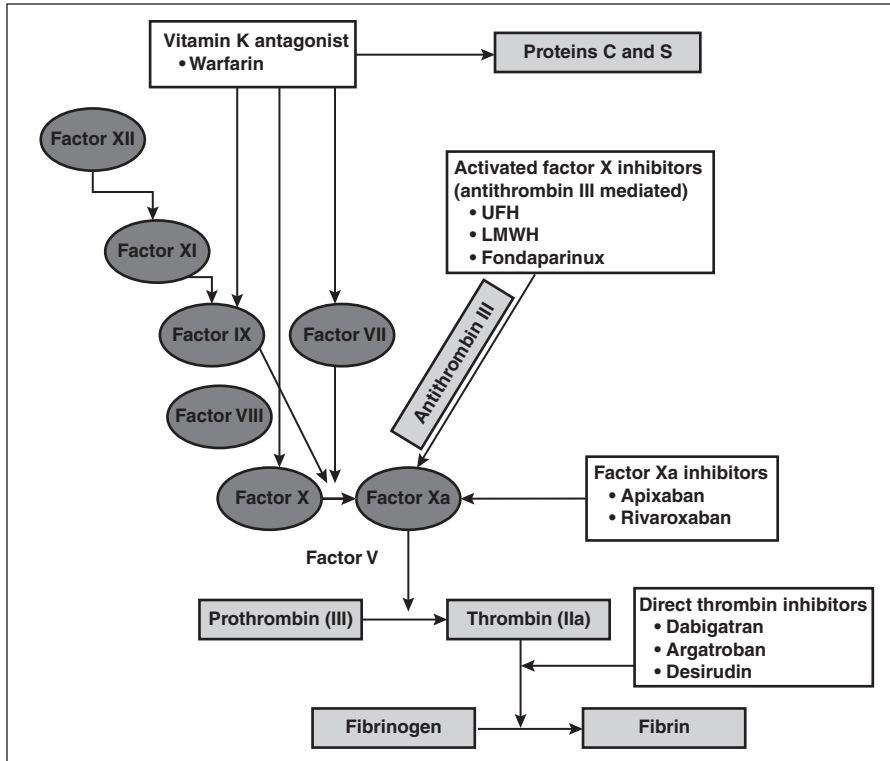 Vitamin K antagonist
• Warfarin
Proteins C and S
Factor XII
Activated factor X inhibitors
(antithrombin III mediated)
• UFH
• LMWH
• Fondaparinux
Factor XI
Antithrombin III
Factor IX
Factor VII
Factor VIII
Factor X
Factor Xa
Factor Xa inhibitors
• Apixaban
• Rivaroxaban
Factor V
Prothrombin (III)
Thrombin (IIa)
Direct thrombin inhibitors
• Dabigatran
• Argatroban
• Desirudin
Fibrinogen
Fibrin